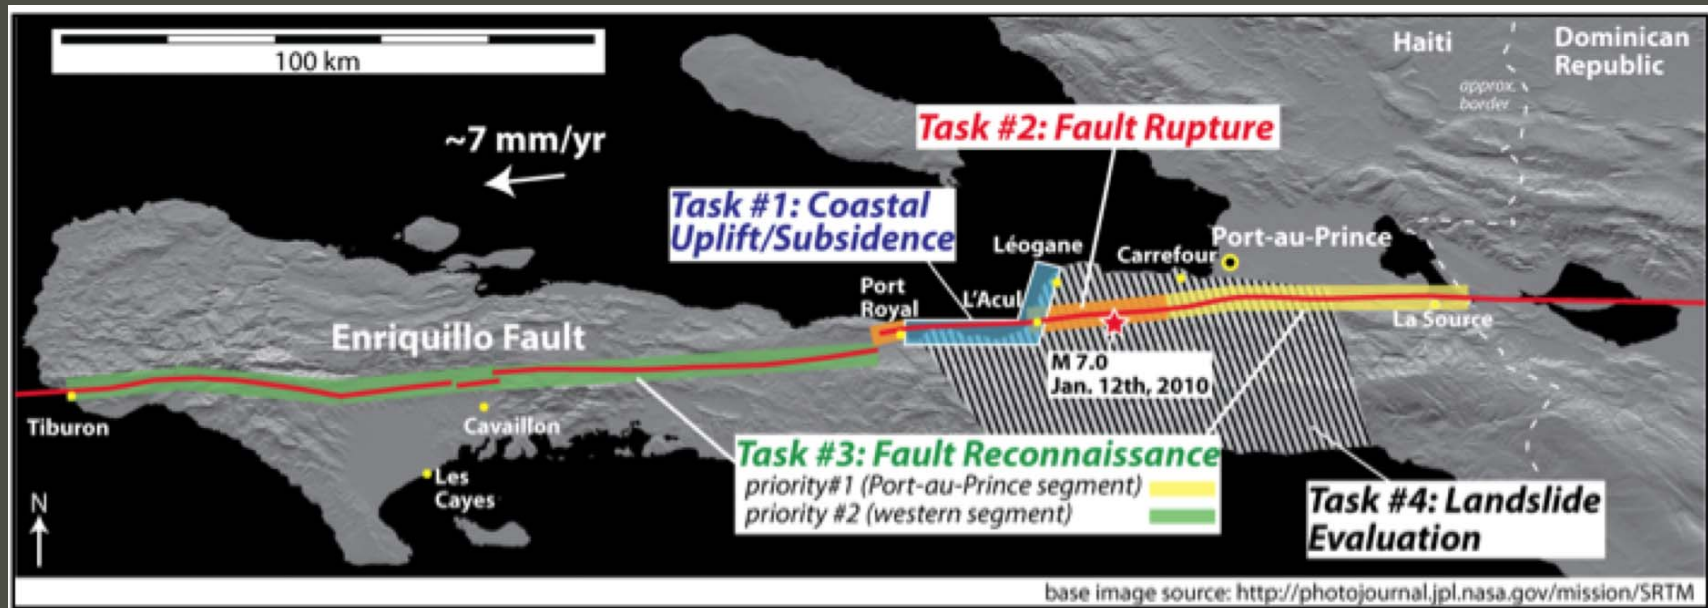 100 km
Haiti
Dominican
Republic
approx.
border
~7 mm/yr
Task #2: Fault Rupture
Task #1: Coastal
Uplift/Subsidence
Léogane
Carrefour
Port-au-Prince
Port
Royal
L'Acul
La Source
Enriquillo Fault
M 7.0
Jan. 12th, 2010
Tiburon
Cavaillon
Les
Cayes
Task #3: Fault Reconnaissance
priority#1 (Port-au-Prince segment)
priority #2 (western segment)
Task #4: Landslide
Evaluation
N
base image source: http://photojournal.jpl.nasa.gov/mission/SRTM